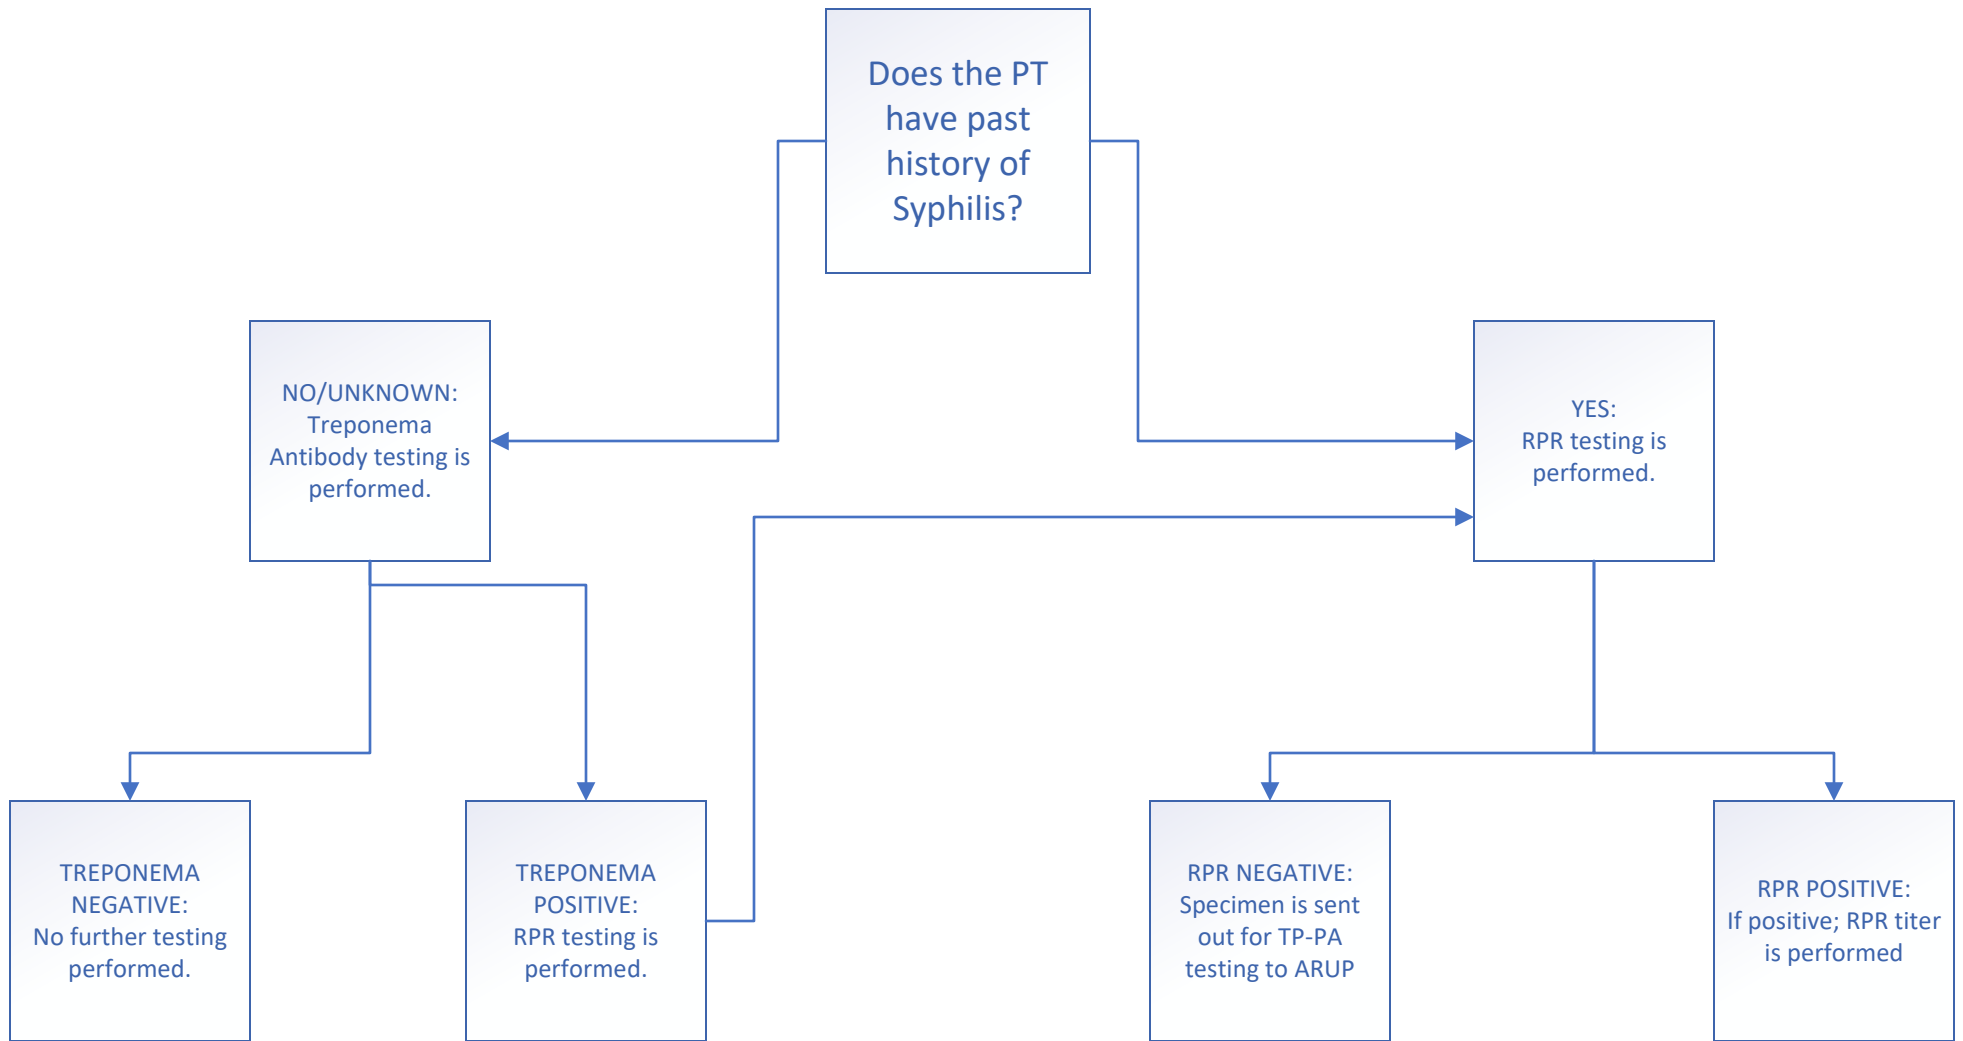 Does the PT
have past
history of
Syphilis?
NO/UNKNOWN:
Treponema
Antibody testing is
performed.
YES:
RPR testing is
performed.
TREPONEMA
NEGATIVE:
No further testing
performed.
TREPONEMA
POSITIVE:
RPR testing is
performed.
RPR NEGATIVE:
Specimen is sent
out for TP-PA
testing to ARUP
RPR POSITIVE:
If positive; RPR titer
is performed